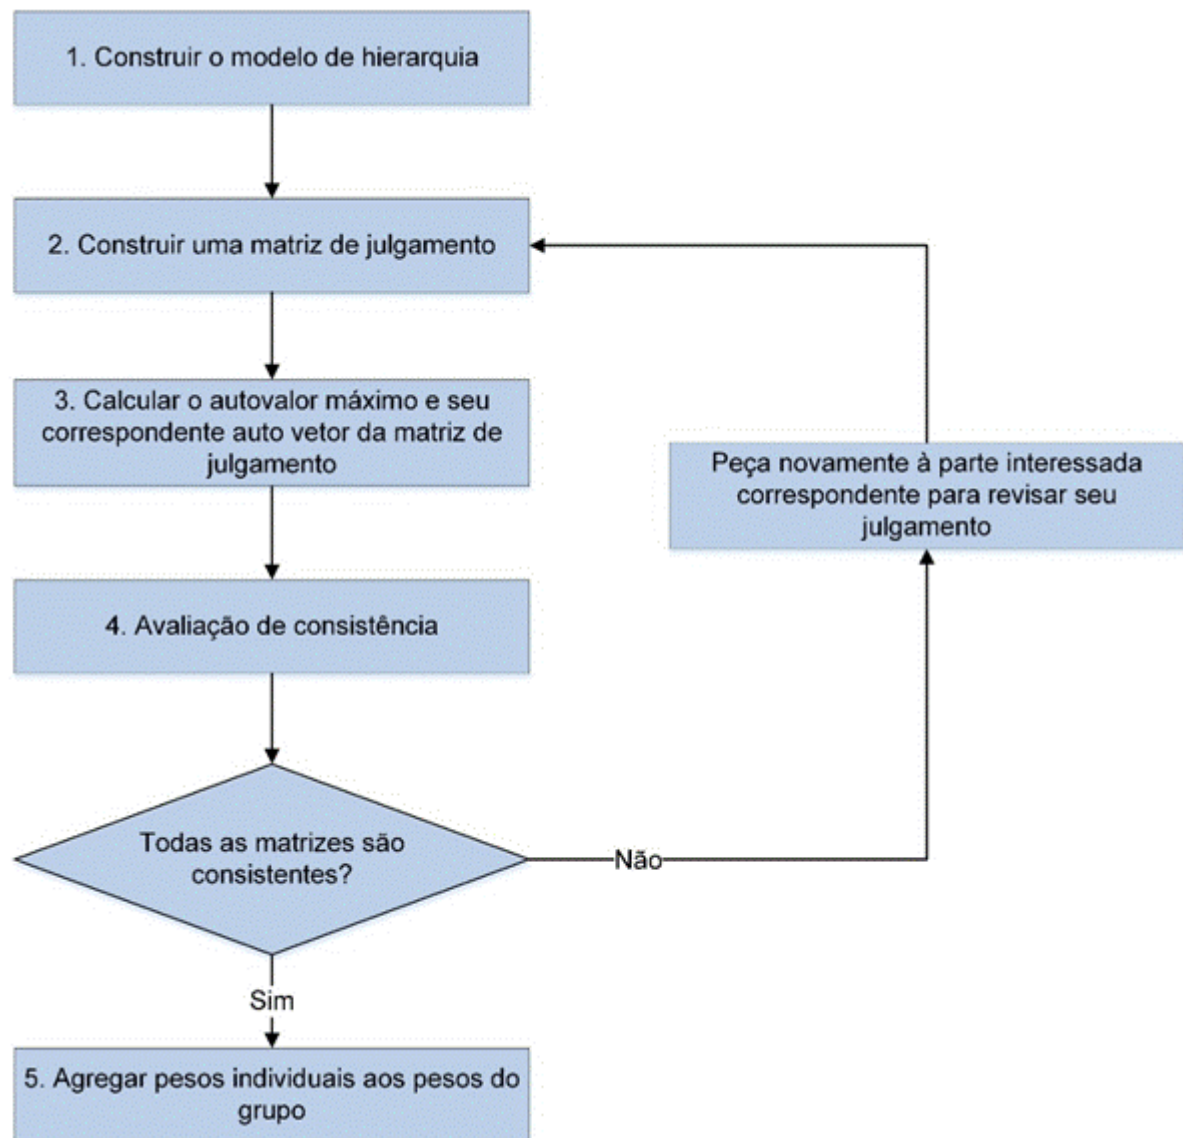 1. Construir o modelo de hierarquia
2. Construir uma matriz de julgamento
3. Calcular o autovalor máximo e seu
correspondente auto vetor da matriz de
julgamento
Peça novamente à parte interessada
correspondente para revisar seu
julgamento
4. Avaliação de consistência
Todas as matrizes são
consistentes?
Não
Sim
5. Agregar pesos individuais aos pesos do
grupo